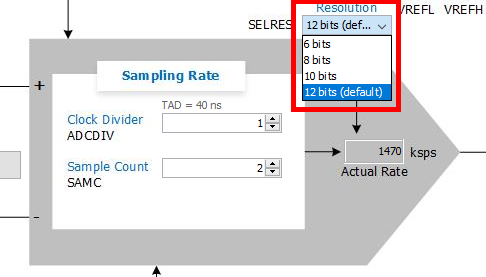 Resolution
SELRES
12 bits (def...
VREFL VREFH
6 bits
8 bits
10 bits
12 bits (default)
+
Sampling Rate
TAD = 40 ns
Clock Divider
1
ADCDIV
Sample Count
2
SAMC
1470 ksps
Actual Rate
-